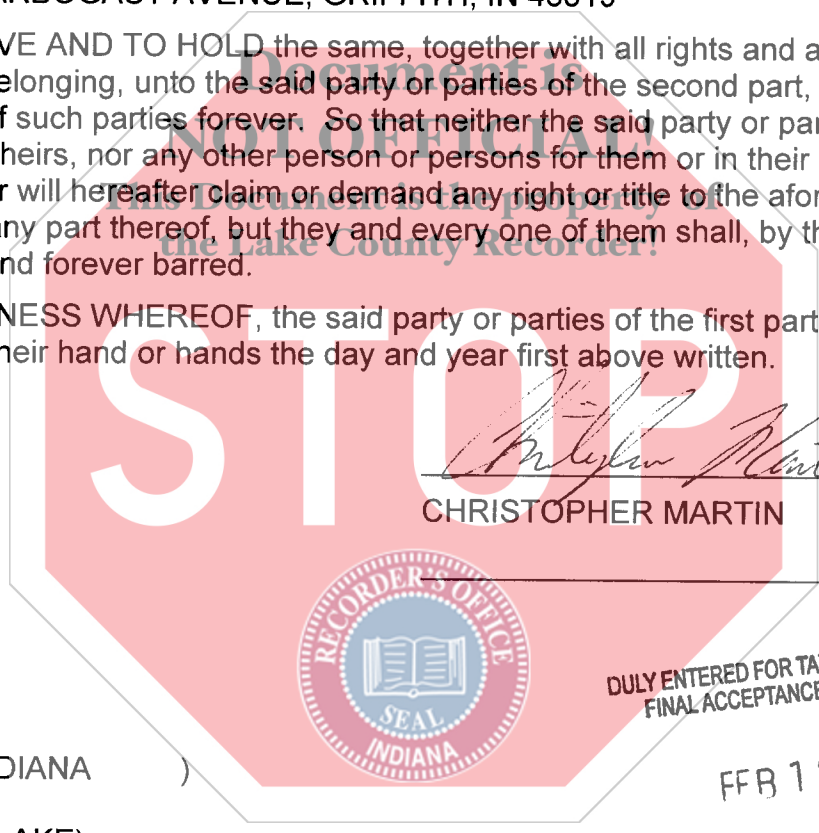 AVENUE, GRIFFITH, IN
VE AND TO HOLD the same, together with all rights and a
elonging, unto the said party or parties of the second part,
f such parties forever. So that neither the said party or par
heirs, nor any other person or persons for them or in their
r will hereafter claim or demand any right or title to the afor
ny part thereof, but they and every one of them shall, by th
nd forever barred.
NESS WHEREOF, the said party or parties of the first part
heir hand or hands the day and year first above written.
Document is
NOT OFFICIAL!
This Document is the property of
the Lake County Recorder!
STOP
CHRISTOPHER MARTIN
RECORDER'S OFFICE
SEAL
INDIANA
DULY ENTERED FOR TA
FINAL ACCEPTANCE
FEB 1
DIANA )
AKE)